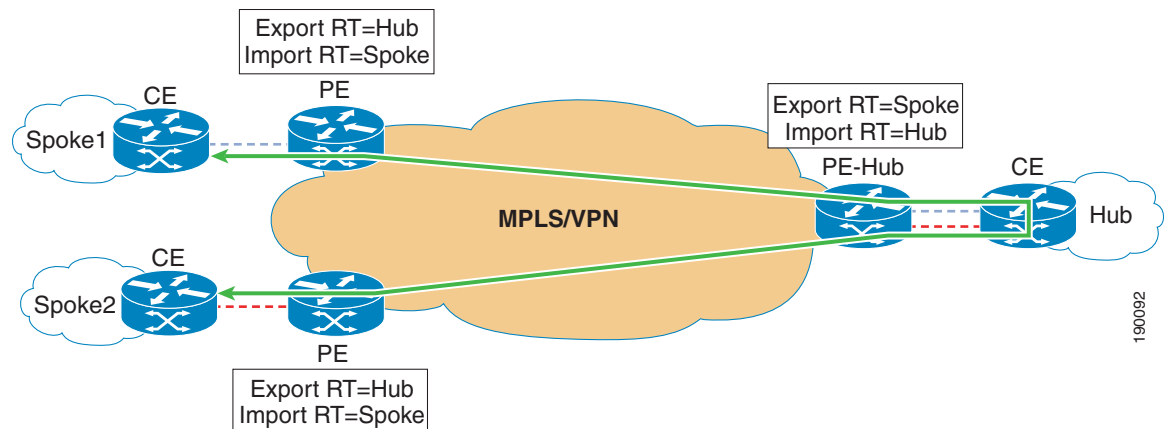 Export RT=Hub
Import RT=Spoke
CE
PE
Spoke1
Export RT=Spoke
Import RT=Hub
PE-Hub
CE
Hub
MPLS/VPN
CE
Spoke2
PE
Export RT=Hub
Import RT=Spoke
190092